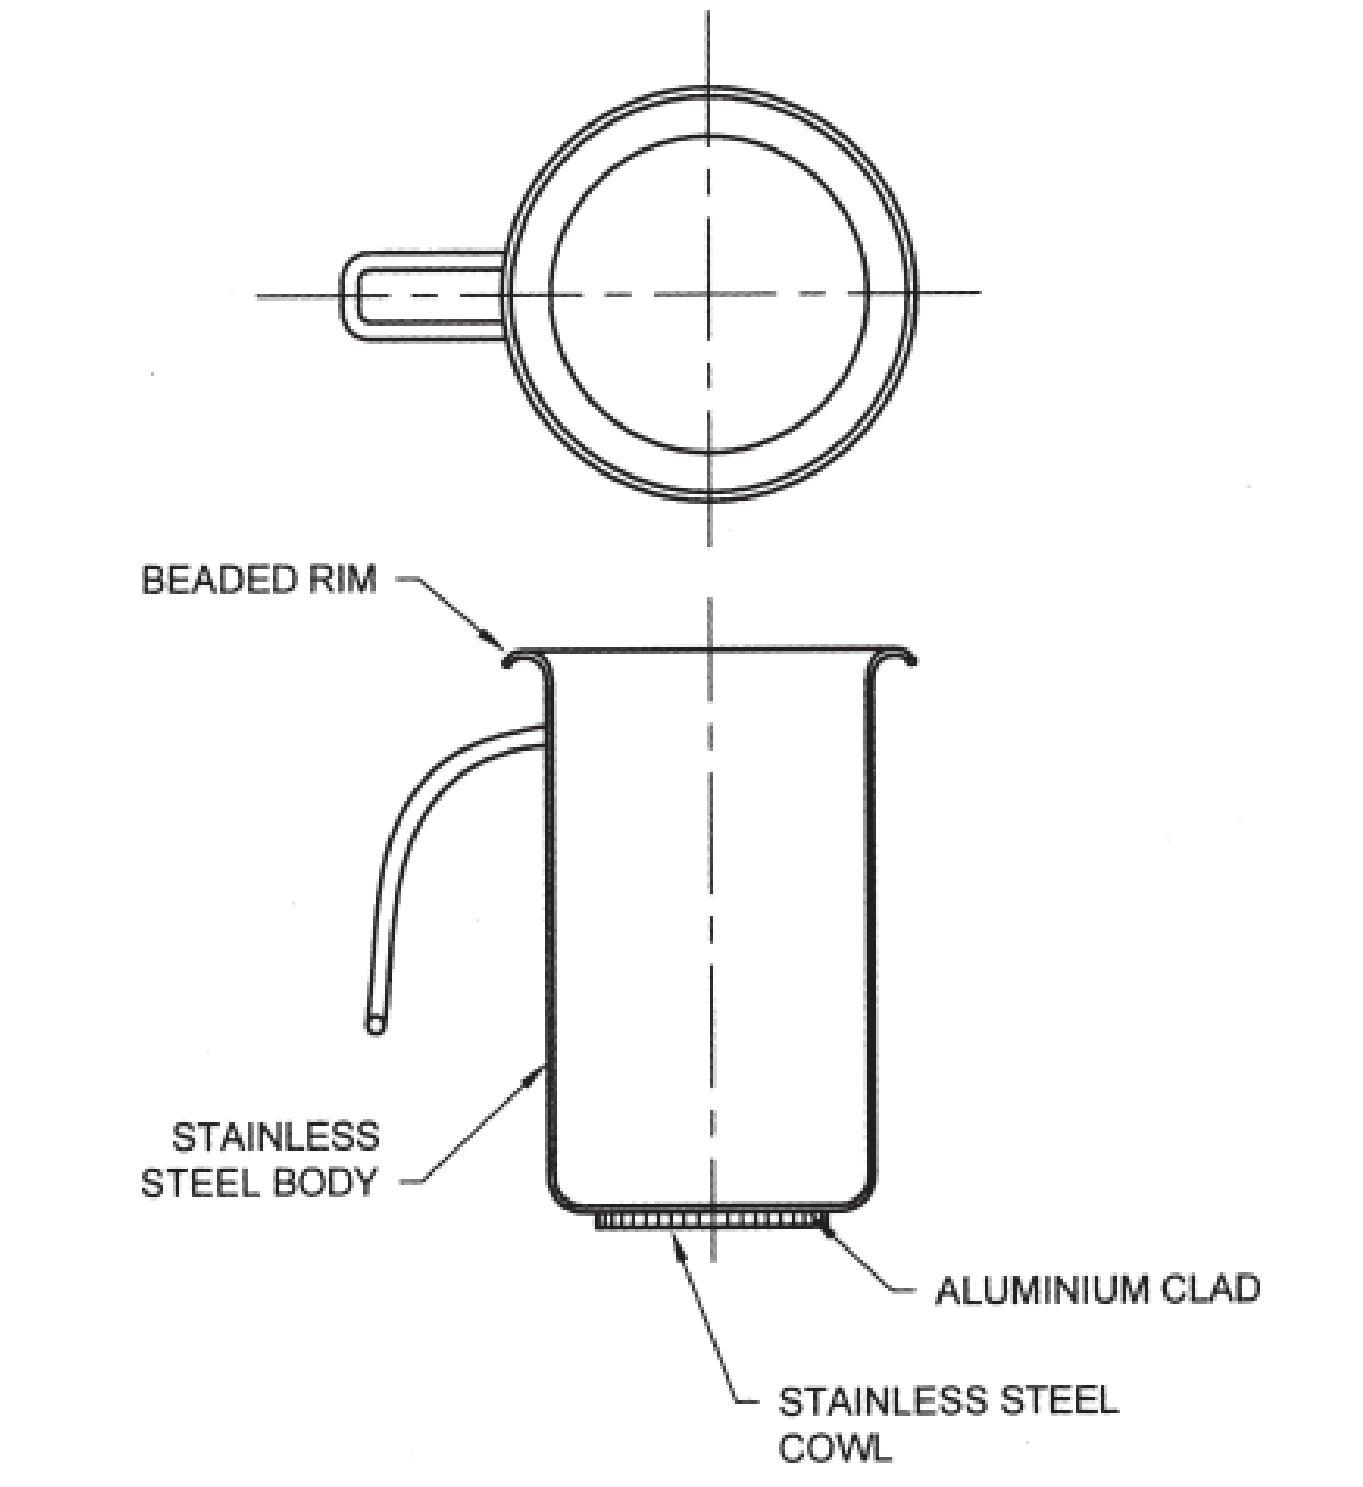 BEADED RIM
STAINLESS
STEEL BODY
ALUMINIUM CLAD
STAINLESS STEEL
COWL